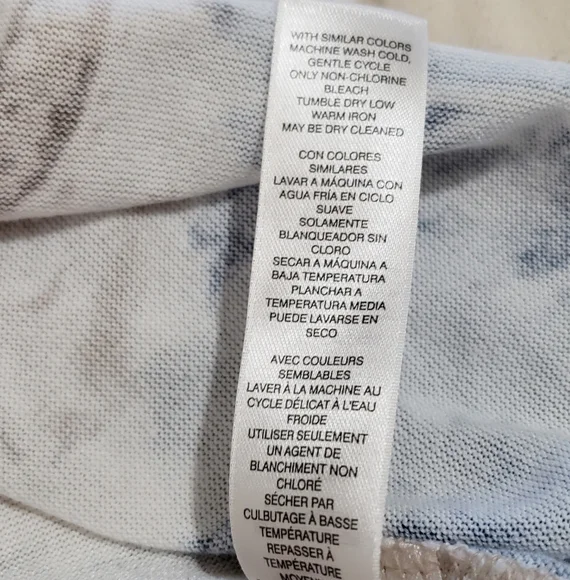 WITH SIMILAR COLORS
MACHINE WASH COLD,
GENTLE CYCLE
ONLY NON-CHLORINE
BLEACH
TUMBLE DRY LOW
WARM IRON
MAY BE DRY CLEANED
CON COLORES
SIMILARES
LAVAR A MÁQUINA CON
AGUA FRÍA EN CICLO
SUAVE
SOLAMENTE
BLANQUEADOR SIN
CLORO
SECAR A MÁQUINA A
BAJA TEMPERATURA
PLANCHAR A
TEMPERATURA MEDIA
PUEDE LAVARSE EN
SECO
AVEC COULEURS
SEMBLABLES
LAVER À LA MACHINE AU
CYCLE DÉLICAT À L'EAU
FROIDE
UTILISER SEULEMENT
UN AGENT DE
BLANCHIMENT NON
CHLORÉ
SÉCHER PAR
CULBUTAGE À BASSE
TEMPÉRATURE
REPASSER À
TEMPÉRATURE